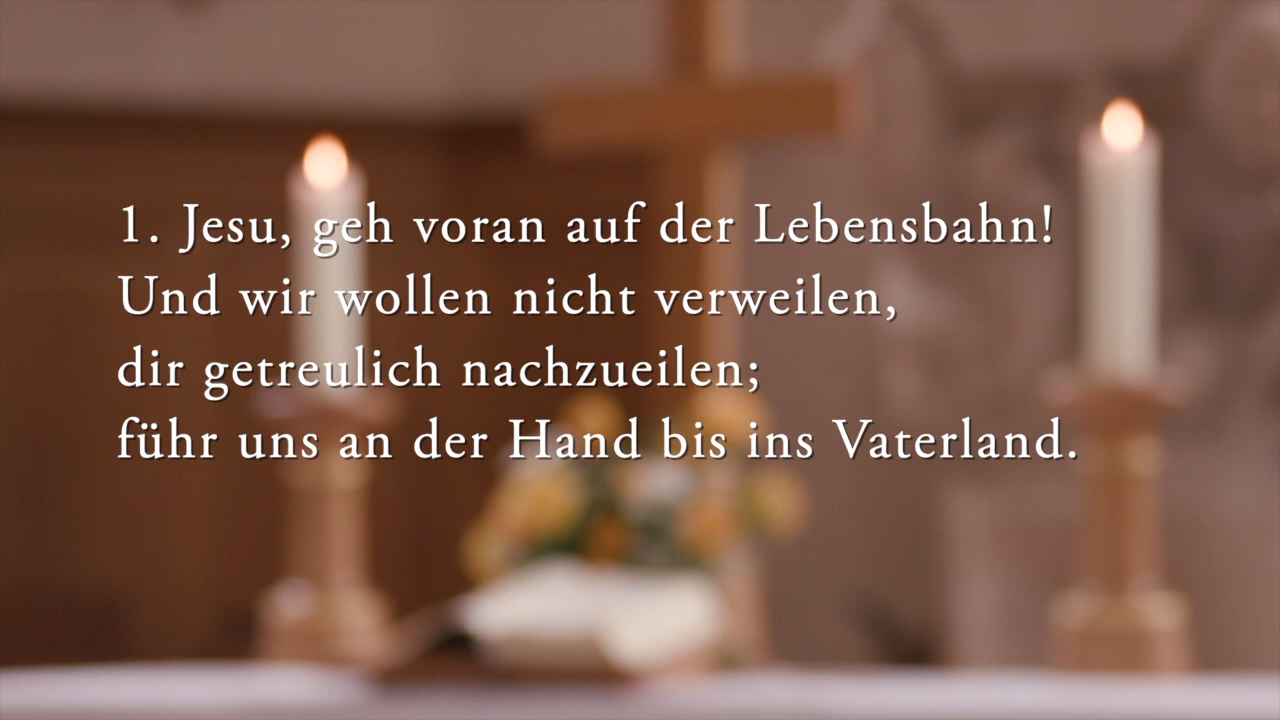 1. Jesu, geh voran auf der Lebensbahn!
Und wir wollen nicht verweilen,
dir getreulich nachzueilen;
führ uns an der Hand bis ins Vaterland.